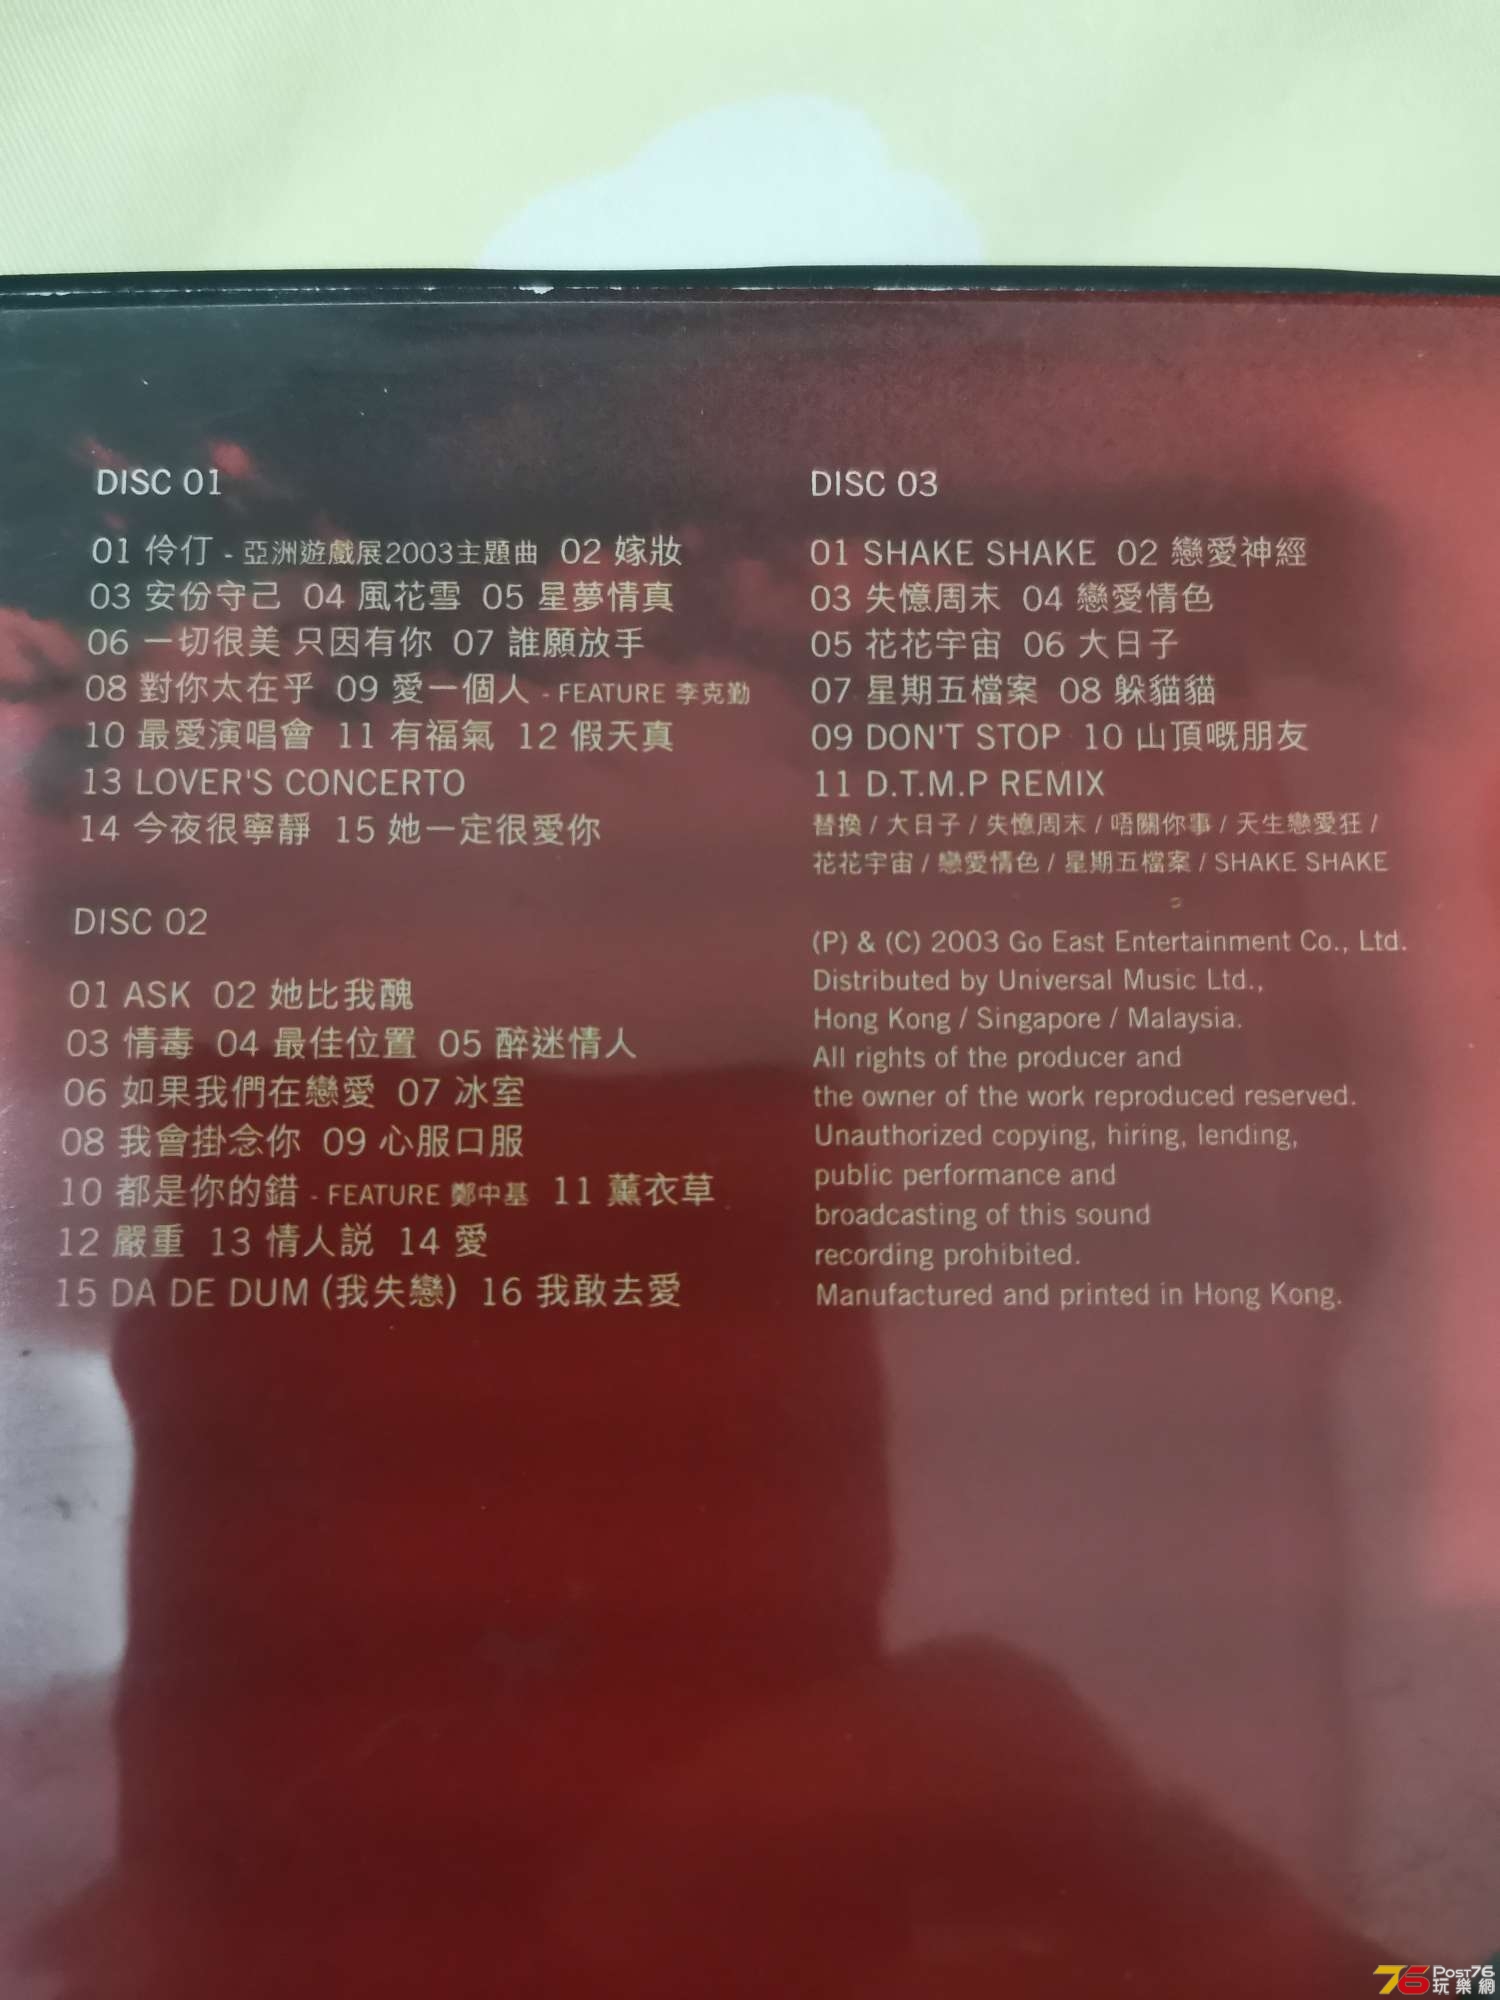 DISC 01
01 伶仃 - 亞洲遊戲展2003主題曲 02 嫁妝
03 安份守己 04 風花雪 05 星夢情真
06 一切很美 只因有你 07 誰願放手
08 對你太在乎 09 愛一個人 - FEATURE 李克勤
10 最愛演唱會 11 有福氣 12 假天真
13 LOVER'S CONCERTO
14 今夜很寧靜 15 她一定很愛你
DISC 02
01 ASK 02 她比我醜
03 情毒 04 最佳位置 05 醉迷情人
06 如果我們在戀愛 07 冰室
08 我會掛念你 09 心服口服
10 都是你的錯 - FEATURE 鄭中基 11 薰衣草
12 嚴重 13 情人説 14 愛
15 DA DE DUM (我失戀) 16 我敢去愛
DISC 03
01 SHAKE SHAKE 02 戀愛神經
03 失憶周末 04 戀愛情色
05 花花宇宙 06 大日子
07 星期五檔案 08 躲貓貓
09 DON'T STOP 10 山頂嘅朋友
11 D.T.M.P REMIX
替換 / 大日子 / 失憶周末 / 唔關你事 / 天生戀愛狂 /
花花宇宙 / 戀愛情色 / 星期五檔案 / SHAKE SHAKE
(P) & (C) 2003 Go East Entertainment Co., Ltd.
Distributed by Universal Music Ltd.,
Hong Kong / Singapore / Malaysia.
All rights of the producer and
the owner of the work reproduced reserved.
Unauthorized copying, hiring, lending,
public performance and
broadcasting of this sound
recording prohibited.
Manufactured and printed in Hong Kong.
76 POST76
玩樂網